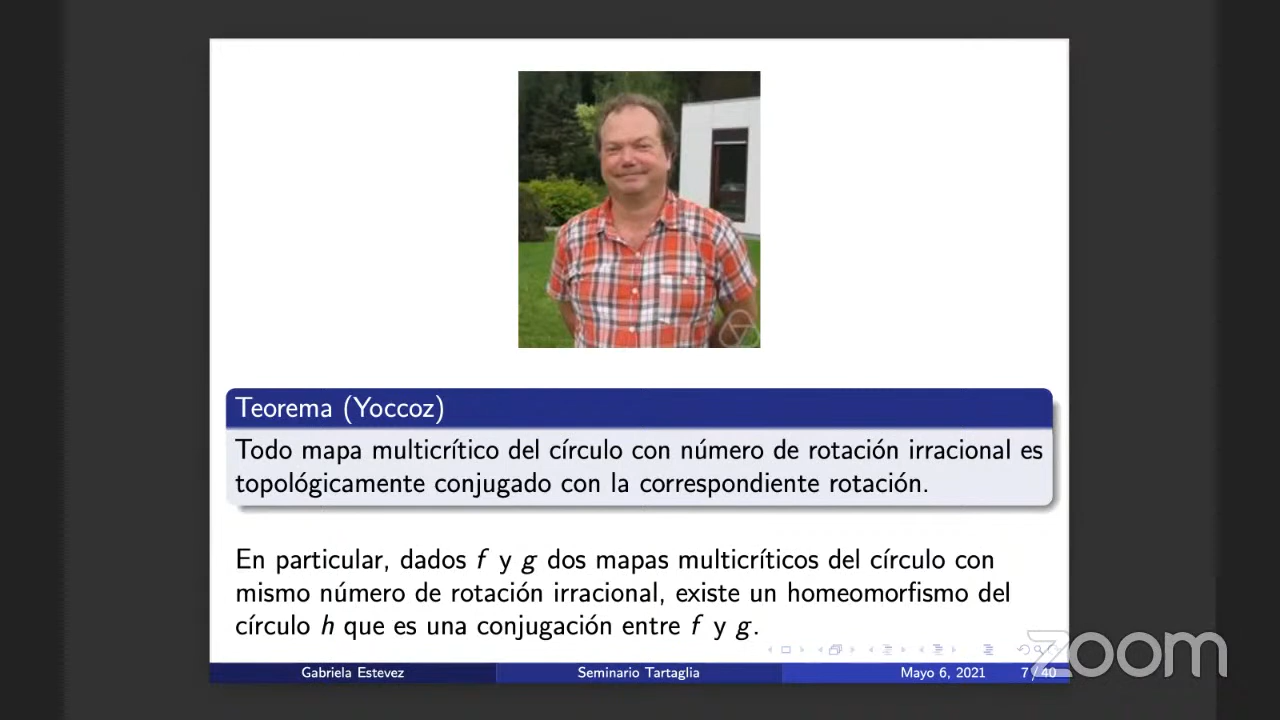 Teorema (Yoccoz)
Todo mapa multicrítico del círculo con número de rotación irracional es
topológicamente conjugado con la correspondiente rotación.
En particular, dados f y g dos mapas multicríticos del círculo con
mismo número de rotación irracional, existe un homeomorfismo del
círculo h que es una conjugación entre f y g.
Gabriela Estevez Seminario Tartaglia Mayo 6, 2021 7 / 40
zoom